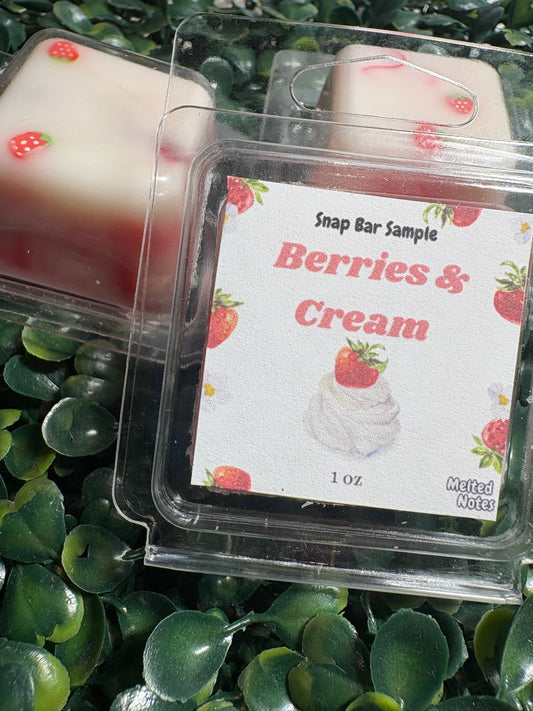 Snap Bar Sample
Berries &
Cream
1 oz
Melted
Notes